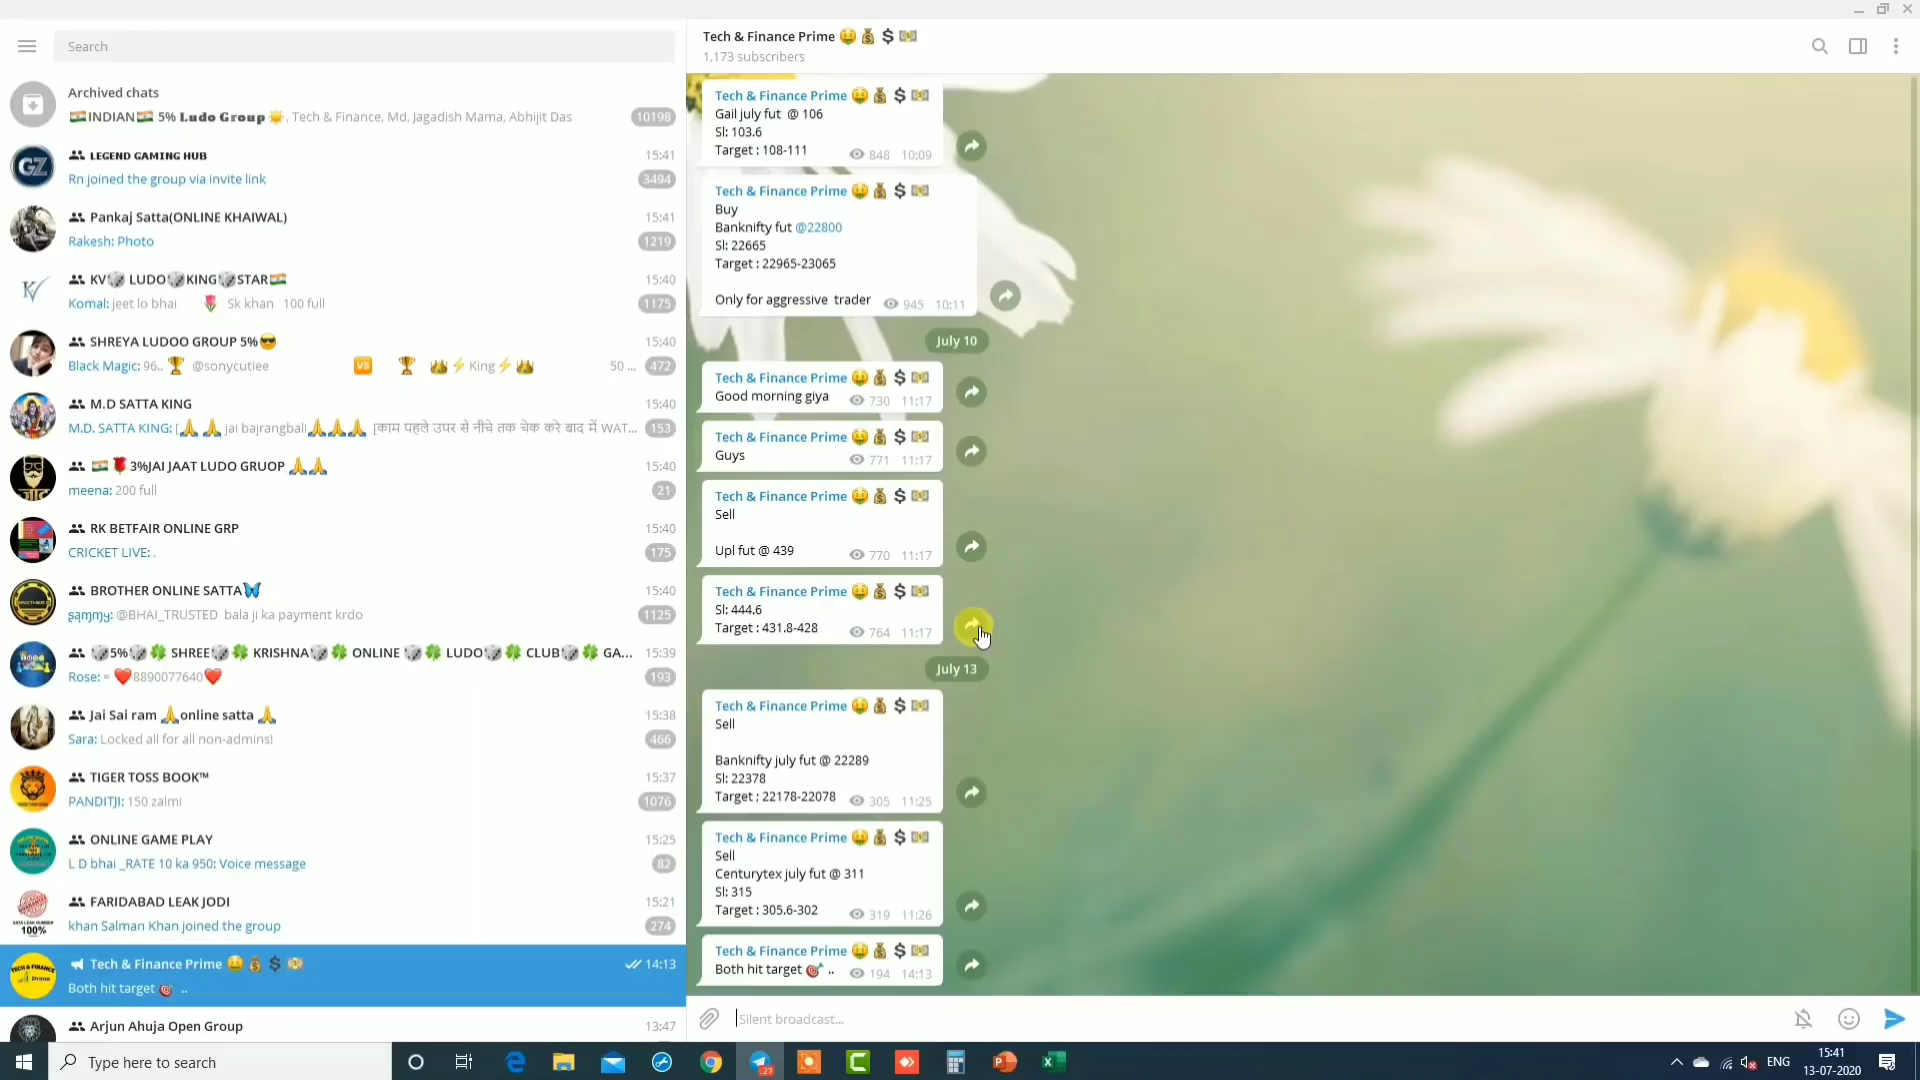 Search
Archived chats
INDIAN 5% Ludo Group, Tech & Finance, Md, Jagadish Mama, Abhijit Das
10198
LEGEND GAMING HUB
15:41
Rn joined the group via invite link
3494
Pankaj Satta(ONLINE KHAIWAL)
15:41
Rakesh: Photo
1219
KV LUDO KING STAR
15:40
Komal: jeet lo bhai Sk khan 100 full
1175
SHREYA LUDOO GROUP 5%
15:40
Black Magic: 96.. @sonycutiee VS King 50 ...
472
M.D SATTA KING
15:40
M.D. SATTA KING: [ jai bajrangbali [काम पहले उपर से नीचे तक चेक करे बाद में WAT...
153
3%JAI JAAT LUDO GRUOP
15:40
meena: 200 full
21
RK BETFAIR ONLINE GRP
15:40
CRICKET LIVE: .
175
BROTHER ONLINE SATTA
15:40
@BHAI_TRUSTED bala ji ka payment krdo
1125
5% SHREE KRISHNA ONLINE LUDO CLUB GA...
15:39
Rose: = 8890077640
193
Jai Sai ram online satta
15:38
Sara: Locked all for all non-admins!
466
TIGER TOSS BOOK™
15:37
PANDITJI: 150 zalmi
1076
ONLINE GAME PLAY
15:25
L D bhai _RATE 10 ka 950: Voice message
82
FARIDABAD LEAK JODI
15:21
khan Salman Khan joined the group
274
Tech & Finance Prime $
14:13
Both hit target ..
Arjun Ahuja Open Group
13:47
Tech & Finance Prime $
1,173 subscribers
Tech & Finance Prime $
Gail july fut @ 106
Sl: 103.6
Target : 108-111
848 10:09
Tech & Finance Prime $
Buy
Banknifty fut @22800
Sl: 22665
Target : 22965-23065
Only for aggressive trader
945 10:11
July 10
Tech & Finance Prime $
Good morning giya
730 11:17
Tech & Finance Prime $
Guys
771 11:17
Tech & Finance Prime $
Sell
Upl fut @ 439
770 11:17
Tech & Finance Prime $
Sl: 444.6
Target : 431.8-428
764 11:17
July 13
Tech & Finance Prime $
Sell
Banknifty july fut @ 22289
Sl: 22378
Target ; 22178-22078
305 11:25
Tech & Finance Prime $
Sell
Centurytex july fut @ 311
Sl: 315
Target : 305.6-302
319 11:26
Tech & Finance Prime $
Both hit target ..
194 14:13
Silent broadcast...
Type here to search
ENG
15:41
13-07-2020